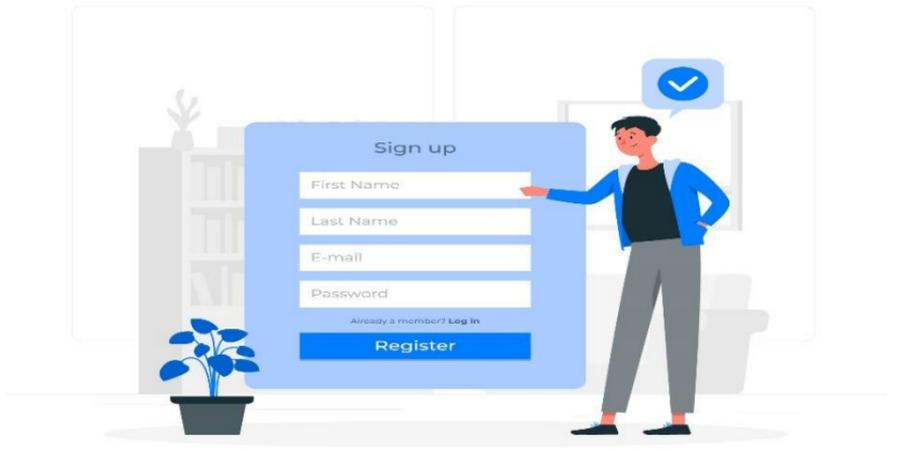 Sign up
First Name
Last Name
E-mail
Password
Already a member? Log in
Register